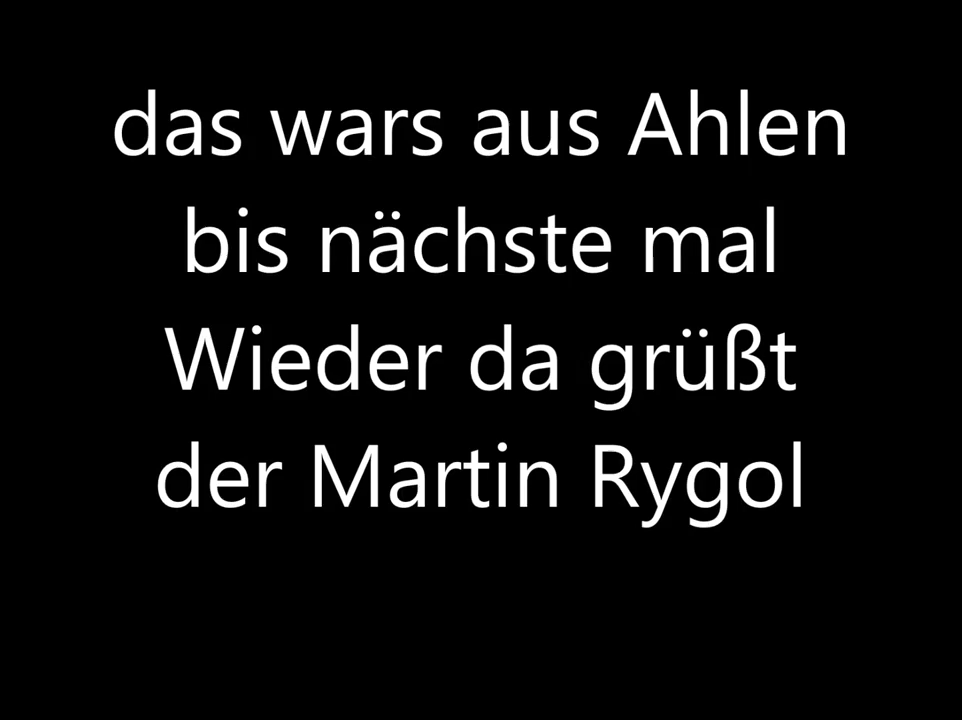 das wars aus Ahlen
bis nächste mal
Wieder da grüßt
der Martin Rygol